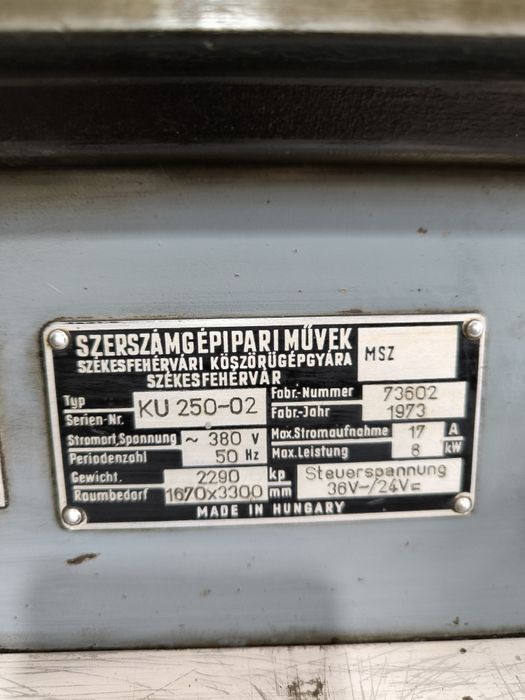 SZERSZÁMGÉPIPARI MŰVEK
SZÉKESFEHÉRVÁRI KÖSZÖRŰGÉPGYÁRA
SZÉKESFEHÉRVÁR
MSZ
Typ
Serien-Nr. KU 250-02
Fabr.-Nummer 73602
Fabr.-Jahr 1973
Stromort, Spannung ~ 380 V
Periodenzahl 50 Hz
Max.Stromaufnahme 17 A
Max.Leistung 8 kW
Gewicht. 2290 kp
Raumbedarf 1670x3300 mm
Steuerspannung
36V~/24V=
MADE IN HUNGARY